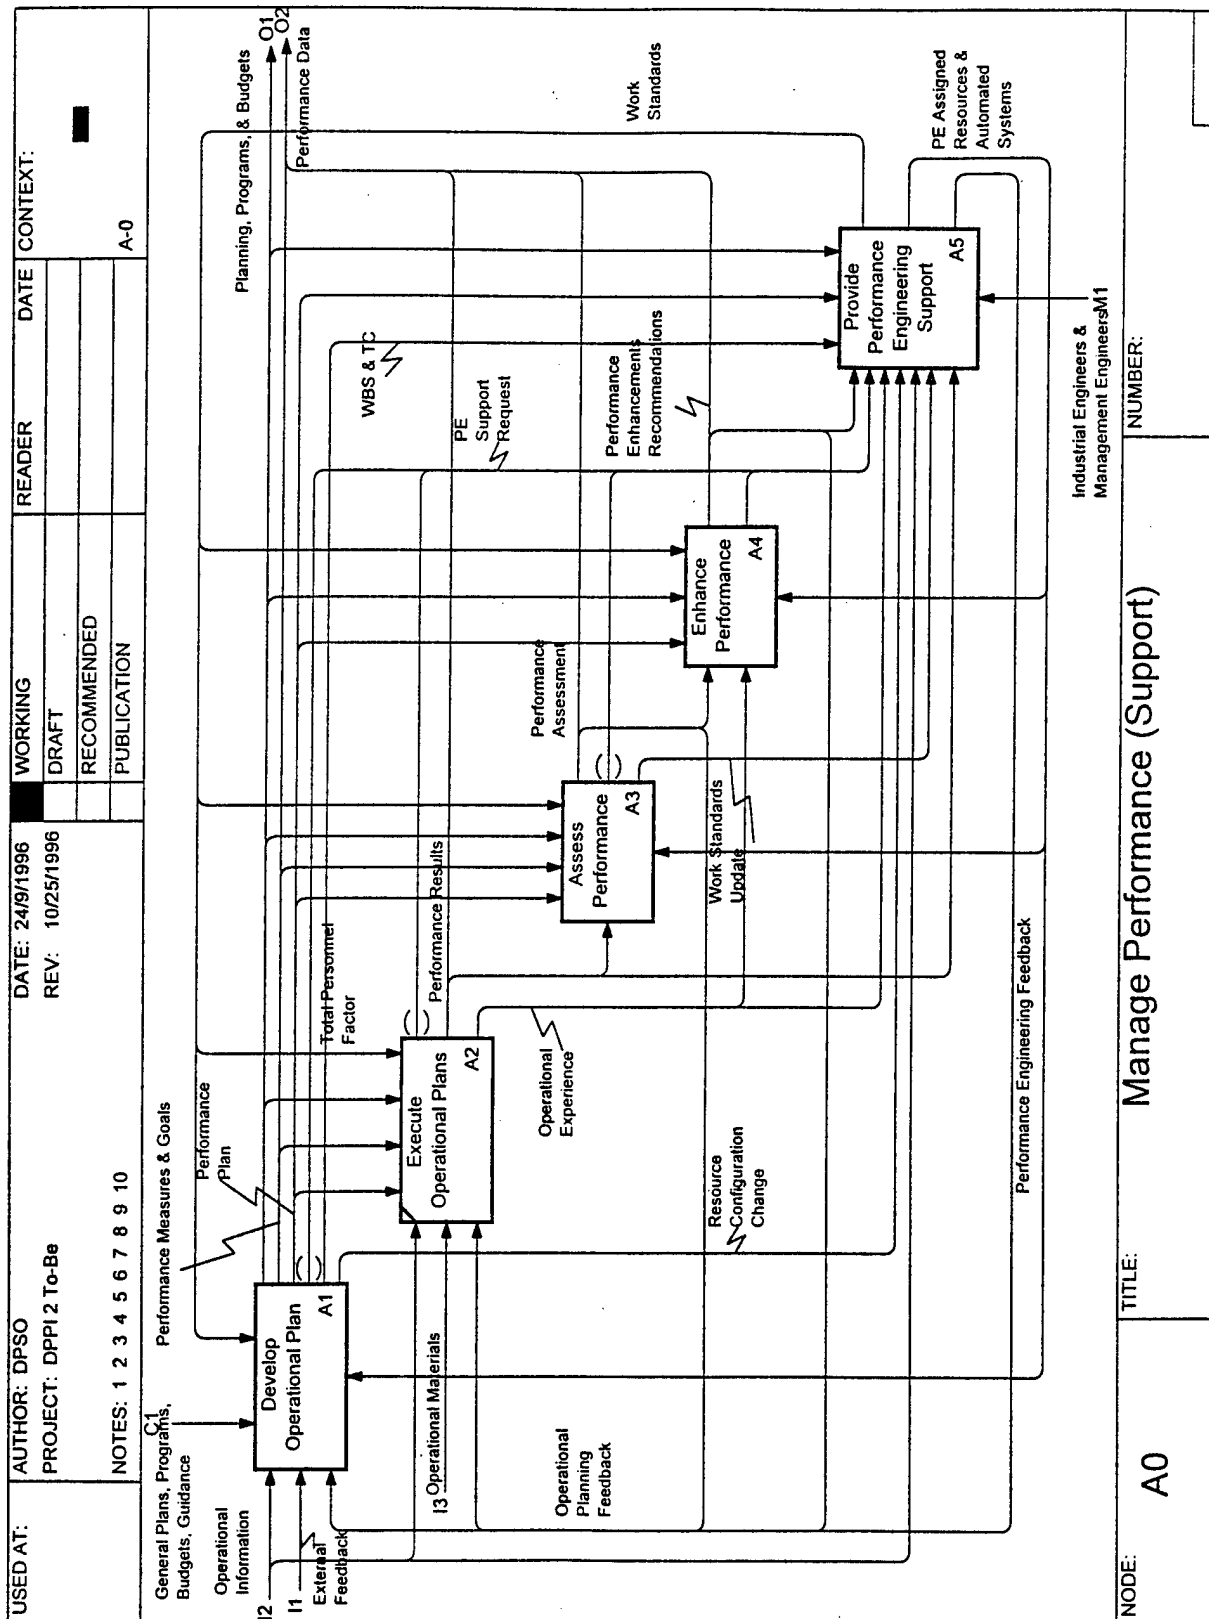 USED AT:
AUTHOR: DPSO
PROJECT: DPPI 2 To-Be
NOTES: 1 2 3 4 5 6 7 8 9 10
DATE: 24/9/1996
REV: 10/25/1996
WORKING
DRAFT
RECOMMENDED
PUBLICATION
READER
DATE
CONTEXT:
A-0
C1
General Plans, Programs,
Budgets, Guidance
Performance Measures & Goals
Performance
Plan
Planning, Programs, & Budgets
O1
O2
Performance Data
Operational
Information
I2
I1
External
Feedback
Develop
Operational Plan
A1
Total Personnel
Factor
WBS & TC
PE
Support
Request
Work
Standards
I3
Operational Materials
Execute
Operational Plans
A2
Performance Results
Operational
Experience
Operational
Planning
Feedback
Assess
Performance
A3
Performance
Assessment
Work Standards
Update
Resource
Configuration
Change
Enhance
Performance
A4
Performance
Enhancements
Recommendations
Provide
Performance
Engineering
Support
A5
PE Assigned
Resources &
Automated
Systems
Performance Engineering Feedback
Industrial Engineers &
Management Engineers
M1
NODE:
A0
TITLE:
Manage Performance (Support)
NUMBER: